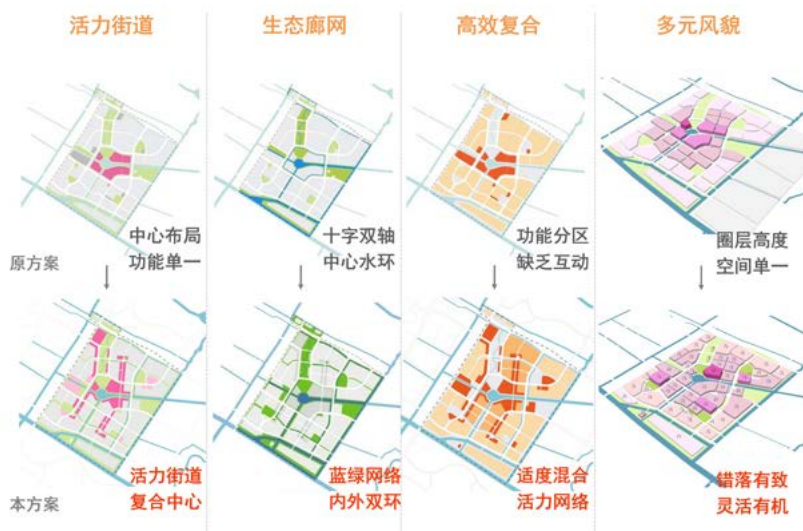 活力街道
生态廊网
高效复合
多元风貌
原方案
中心布局
功能单一
十字双轴
中心水环
功能分区
缺乏互动
圈层高度
空间单一
本方案
活力街道
复合中心
蓝绿网络
内外双环
适度混合
活力网络
错落有致
灵活有机